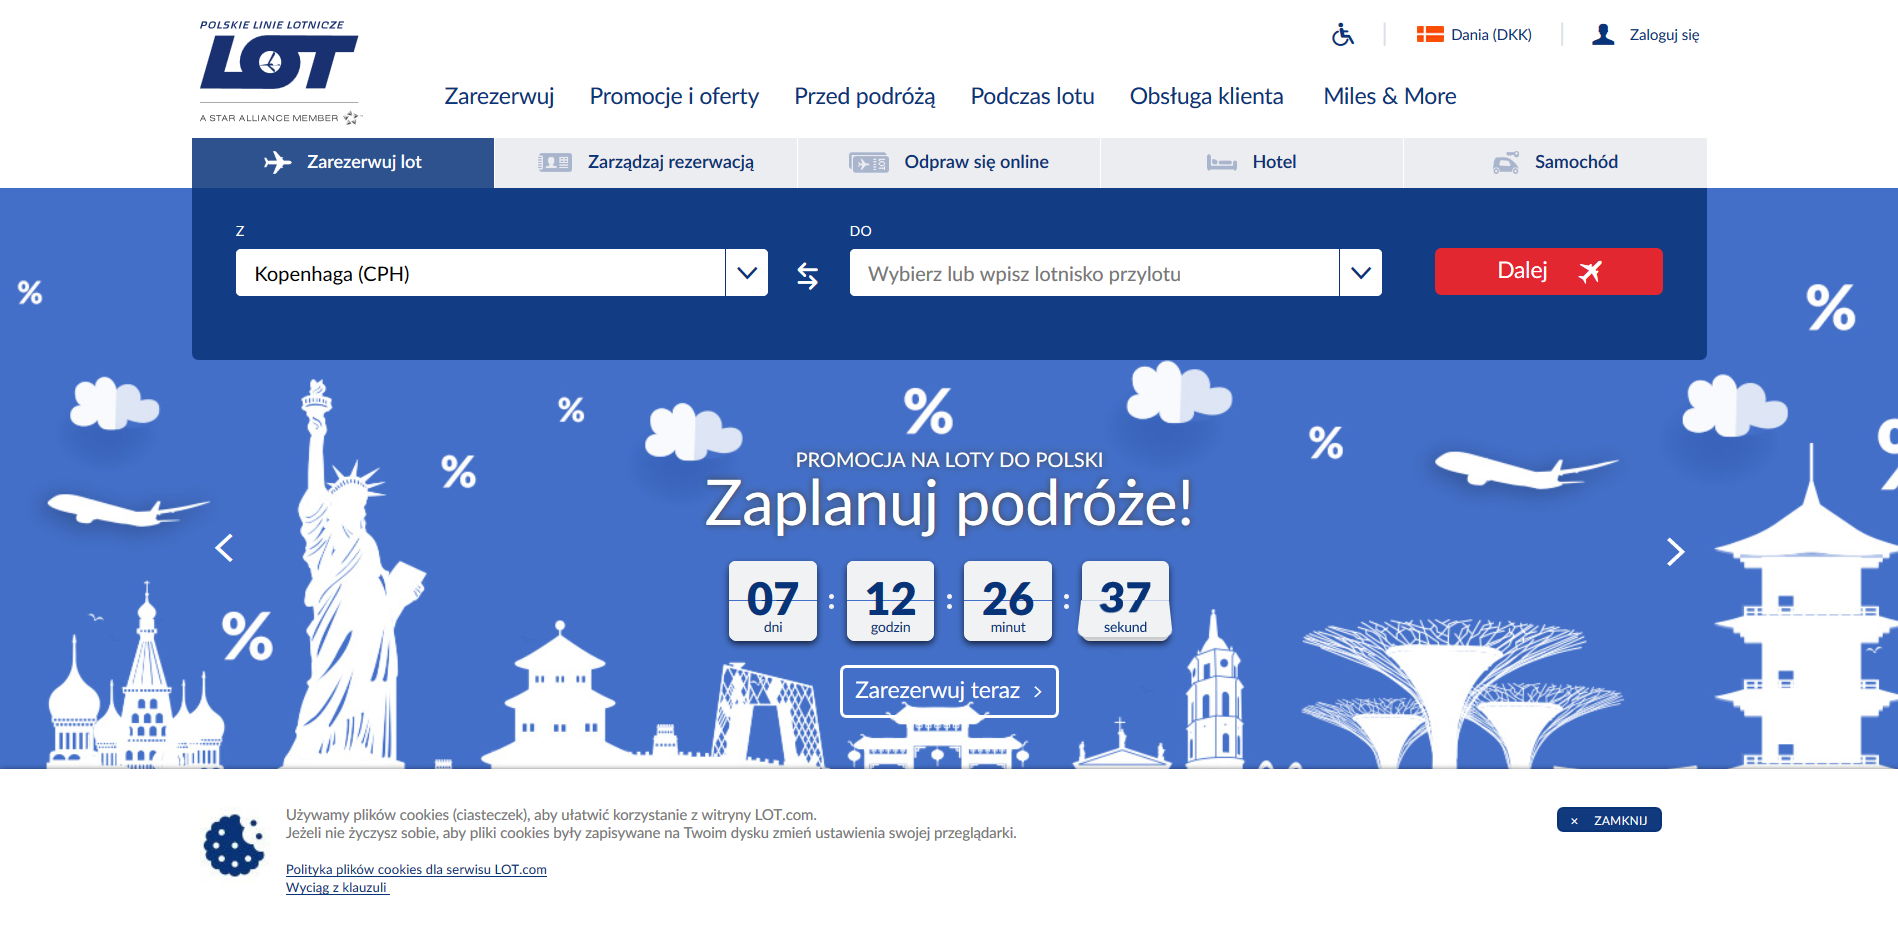 POLSKIE LINIE LOTNICZE
LOT
A STAR ALLIANCE MEMBER
Dania (DKK)
Zaloguj się
Zarezerwuj
Promocje i oferty
Przed podróżą
Podczas lotu
Obsługa klienta
Miles & More
Zarezerwuj lot
Zarządzaj rezerwacją
Odpraw się online
Hotel
Samochód
Z
DO
Kopenhaga (CPH)
Wybierz lub wpisz lotnisko przylotu
Dalej
%
%
%
%
%
%
%
%
PROMOCJA NA LOTY DO POLSKI
Zaplanuj podróże!
07 : 12 : 26 : 37
dni godzin minut sekund
Zarezerwuj teraz >
Używamy plików cookies (ciasteczek), aby ułatwić korzystanie z witryny LOT.com.
Jeżeli nie życzysz sobie, aby pliki cookies były zapisywane na Twoim dysku zmień ustawienia swojej przeglądarki.
× ZAMKNIJ
Polityka plików cookies dla serwisu LOT.com
Wyciąg z klauzuli